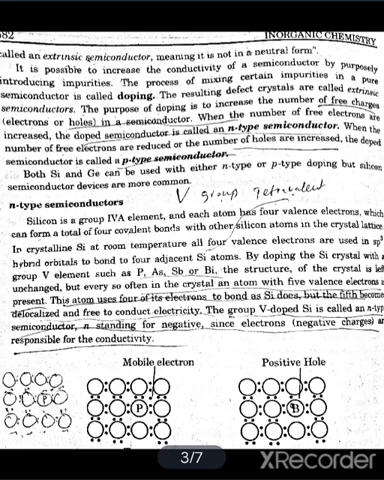 582
INORGANIC CHEMISTRY
called an extrinsic semiconductor, meaning it is not in a neutral form".
It is possible to increase the conductivity of a semiconductor by purposely
introducing impurities. The process of mixing certain impurities in a pure
semiconductor is called doping. The resulting defect crystals are called extrinsic
semiconductors. The purpose of doping is to increase the number of free charges
(electrons or holes) in a semiconductor. When the number of free electrons are
increased, the doped semiconductor is called an n-type semiconductor. When the
number of free electrons are reduced or the number of holes are increased, the doped
semiconductor is called a p-type semiconductor.
Both Si and Ge can be used with either n-type or p-type doping but silicon
semiconductor devices are more common.
V group Tetravalent
n-type semiconductors
Silicon is a group IVA element, and each atom has four valence electrons, which
can form a total of four covalent bonds with other silicon atoms in the crystal lattice.
In crystalline Si at room temperature all four valence electrons are used in sp3
hybrid orbitals to bond to four adjacent Si atoms. By doping the Si crystal with a
group V element such as P, As, Sb or Bi, the structure, of the crystal is left
unchanged, but every so often in the crystal an atom with five valence electrons is
present. This atom uses four of its electrons to bond as Si does, but the fifth become
delocalized and free to conduct electricity. The group V-doped Si is called an n-typ
semiconductor, n standing for negative, since electrons (negative charges) ar
responsible for the conductivity.
Mobile electron
Positive Hole
P
P
B
3/7
XRecorder